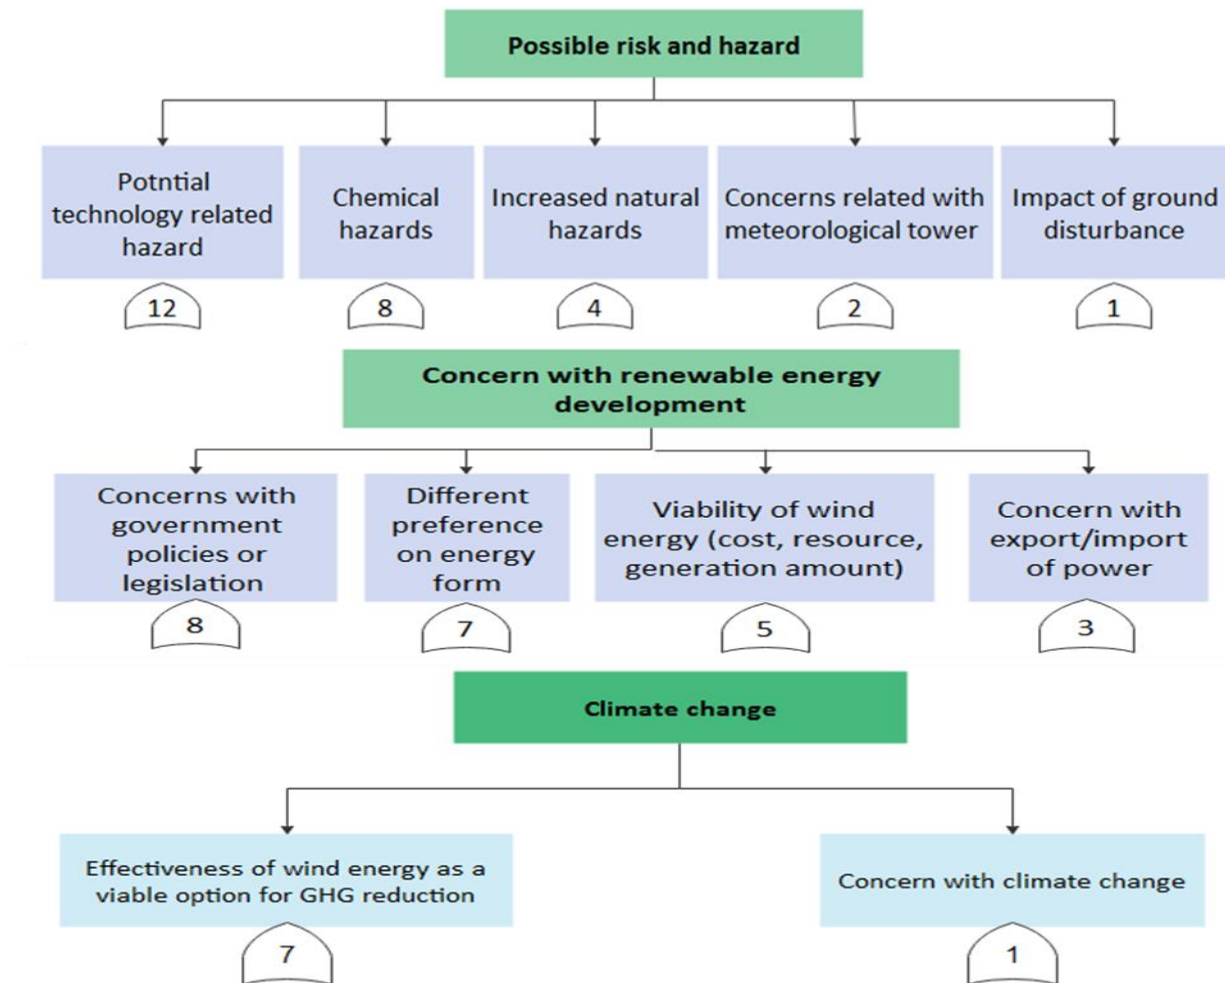 Possible risk and hazard
Potntial
technology related
hazard
Chemical
hazards
Increased natural
hazards
Concerns related with
meteorological tower
Impact of ground
disturbance
12
8
4
2
1
Concern with renewable energy
development
Concerns with
government
policies or
legislation
Different
preference
on energy
form
Viability of wind
energy (cost, resource,
generation amount)
Concern with
export/import
of power
8
7
5
3
Climate change
Effectiveness of wind energy as a
viable option for GHG reduction
Concern with climate change
7
1